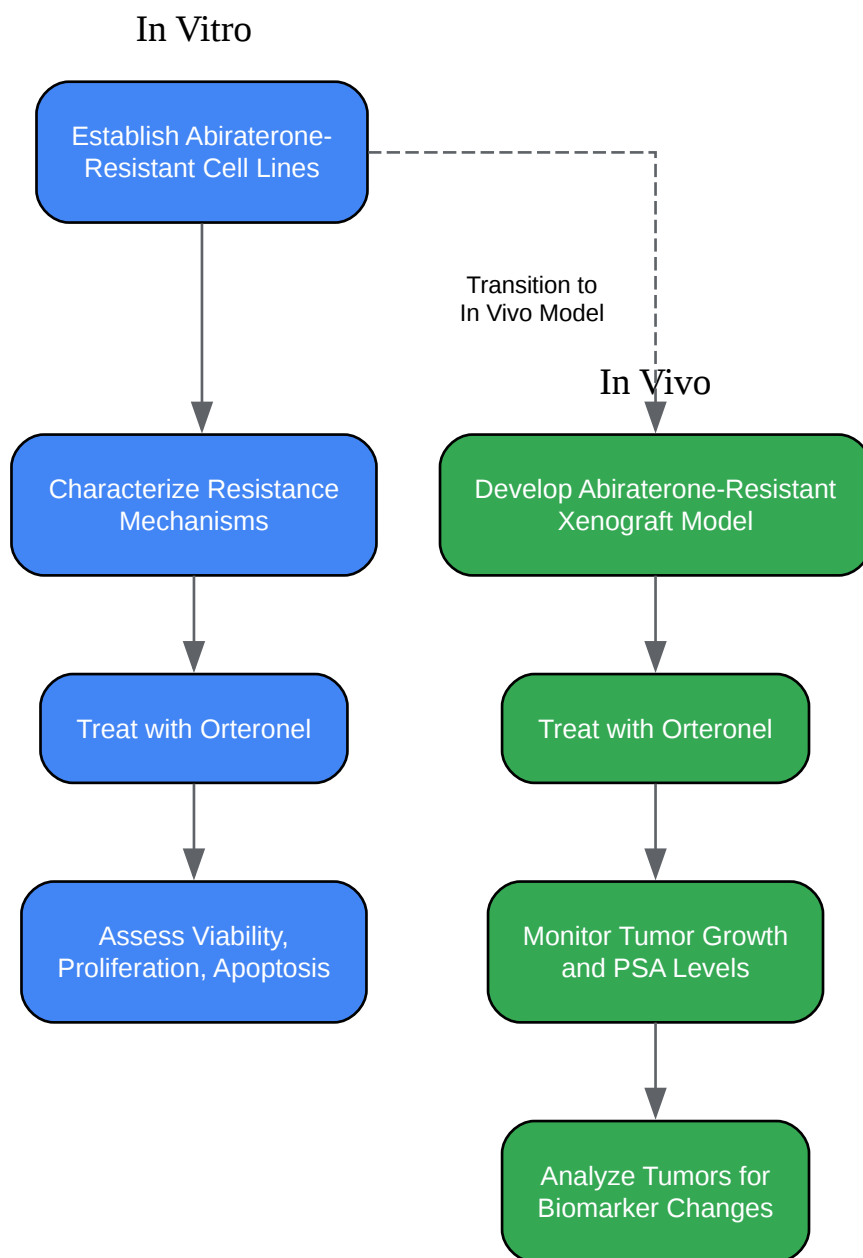 In Vitro
Establish Abiraterone-
Resistant Cell Lines
Transition to
In Vivo Model
In Vivo
Characterize Resistance
Mechanisms
Develop Abiraterone-Resistant
Xenograft Model
Treat with Orteronel
Treat with Orteronel
Assess Viability,
Proliferation, Apoptosis
Monitor Tumor Growth
and PSA Levels
Analyze Tumors for
Biomarker Changes